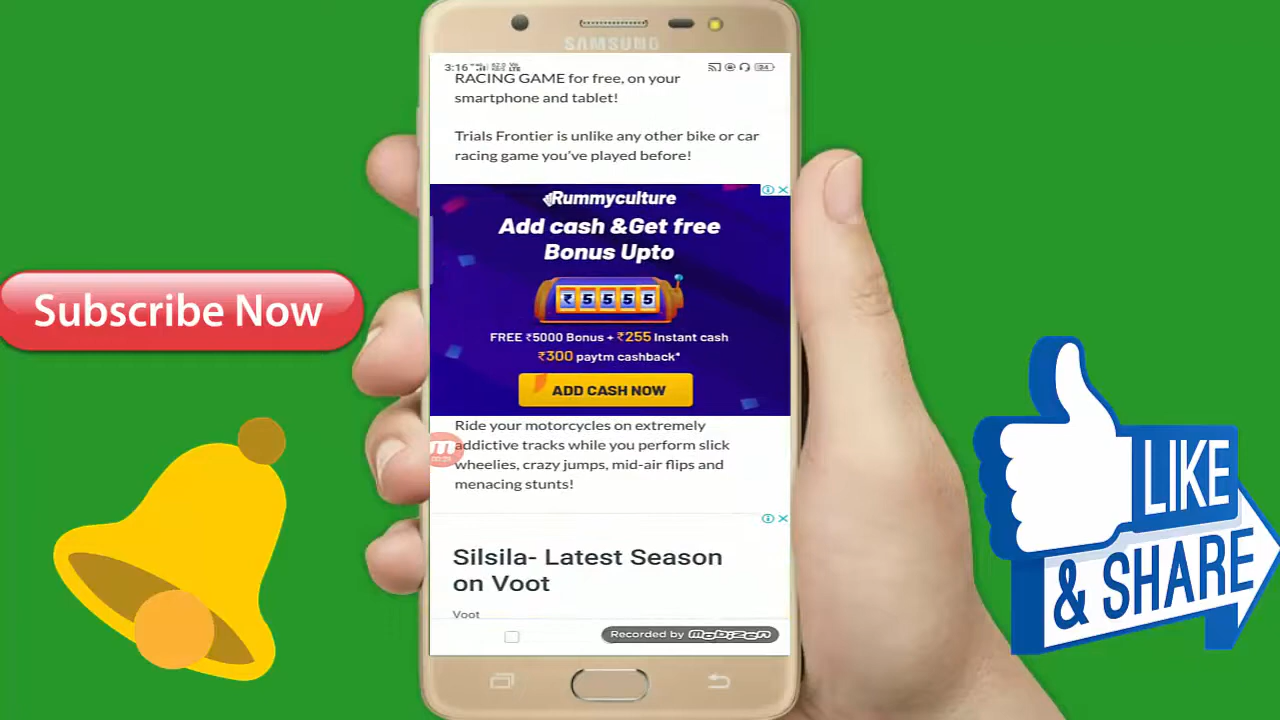 SAMSUNG
3:16
RACING GAME for free, on your
smartphone and tablet!
Trials Frontier is unlike any other bike or car
racing game you've played before!
Rummyculture
Add cash &Get free
Bonus Upto
₹5555
FREE ₹5000 Bonus + ₹255 Instant cash
₹300 paytm cashback*
ADD CASH NOW
Ride your motorcycles on extremely
addictive tracks while you perform slick
wheelies, crazy jumps, mid-air flips and
menacing stunts!
Silsila- Latest Season
on Voot
Voot
Recorded by mobizen
Subscribe Now
LIKE
& SHARE